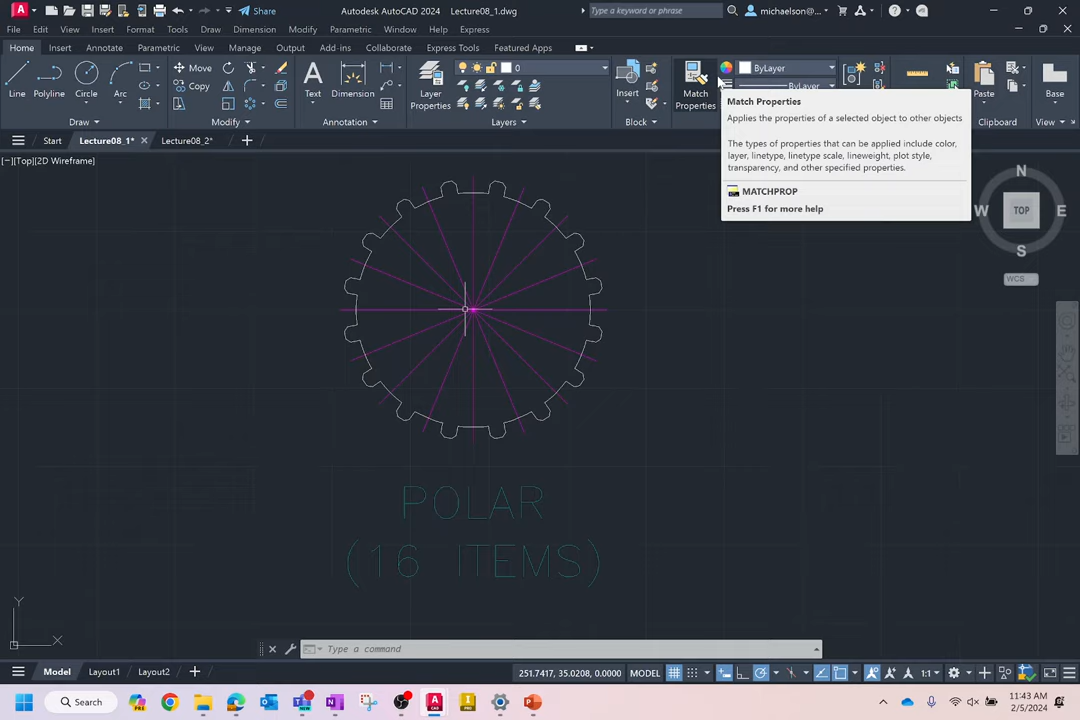 Share
Autodesk AutoCAD 2024 Lecture08_1.dwg
Type a keyword or phrase
michaelson@...
File Edit View Insert Format Tools Draw Dimension Modify Parametric Window Help Express
Home Insert Annotate Parametric View Manage Output Add-ins Collaborate Express Tools Featured Apps
Line Polyline Circle Arc
Move
Copy
Text Dimension
Layer
Properties
0
Insert
Match
Properties
ByLayer
ByLayer
Paste
Base
Draw Modify Annotation Layers Block Clipboard View
Start Lecture08_1* Lecture08_2*
[−][Top][2D Wireframe]
Match Properties
Applies the properties of a selected object to other objects
The types of properties that can be applied include color,
layer, linetype, linetype scale, lineweight, plot style,
transparency, and other specified properties.
MATCHPROP
Press F1 for more help
N
W TOP E
S
WCS
POLAR
(16 ITEMS)
Y
X
Type a command
Model Layout1 Layout2
251.7417, 35.0208, 0.0000 MODEL
1:1
Search
11:43 AM
2/5/2024